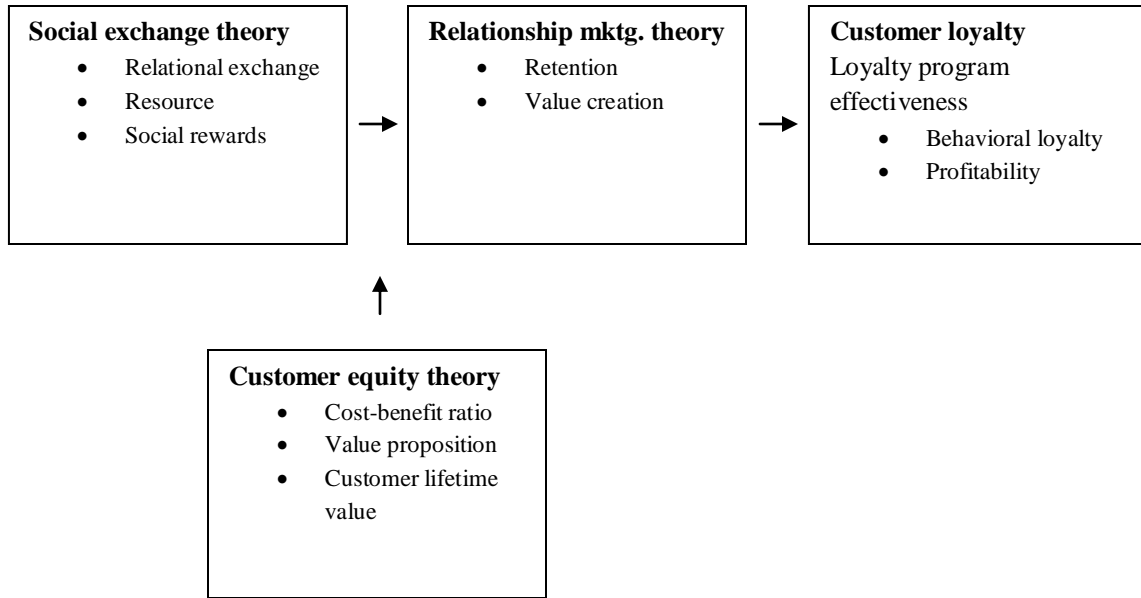 Social exchange theory
• Relational exchange
• Resource
• Social rewards
Relationship mktg. theory
• Retention
• Value creation
Customer loyalty
Loyalty program
effectiveness
• Behavioral loyalty
• Profitability
Customer equity theory
• Cost-benefit ratio
• Value proposition
• Customer lifetime
value